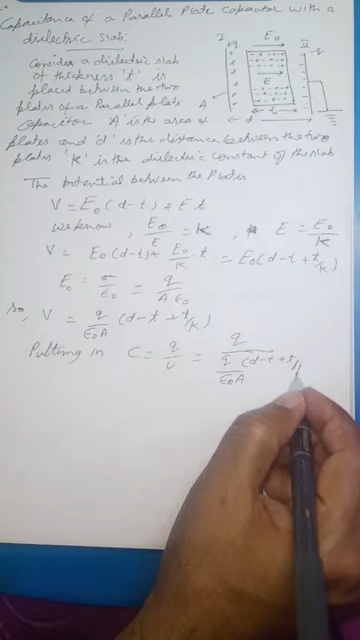 Capacitance of a Parallel Plate Capacitor with a
dielectric Slab:
Consider a dielectric slab
of thickness 't' is
placed between the two
plates of a Parallel plate
Capacitor 'A' is the area of
plates and 'd' is the distance between the two
plates 'K' is the dielectric constant of the slab
The potential between the Plates
V = E₀(d-t) + E.t
we know, E₀/E = K, E = E₀/K
V = E₀(d-t) + E₀/K . t = E₀(d-t + t/K)
E₀ = σ/ε₀ = q/Aε₀
So, V = q/ε₀A (d-t + t/K)
Putting in C = q/V = q/(q/ε₀A (d-t + t/
I
+q
E₀
II
-q
E
A
t
d